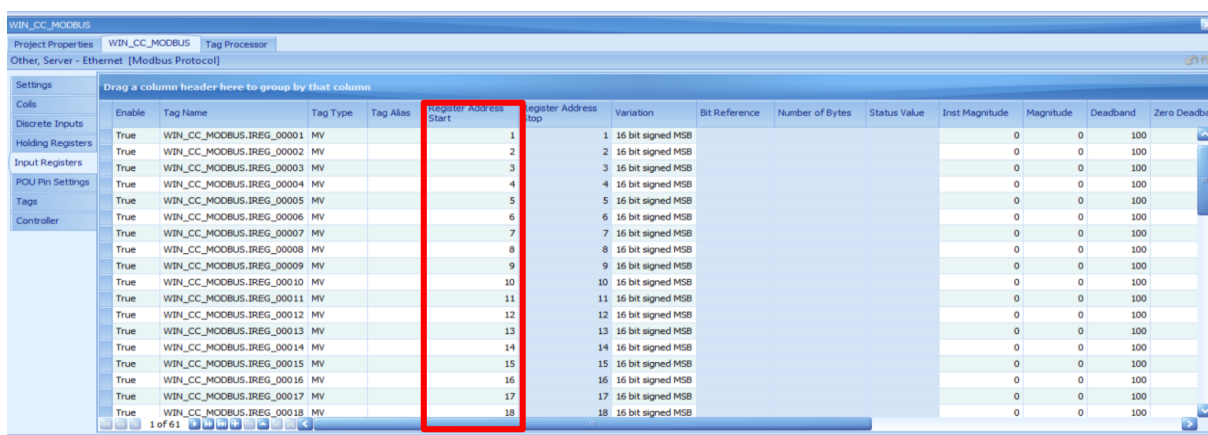 WIN_CC_MODBUS
Project Properties WIN_CC_MODBUS Tag Processor
Other, Server - Ethernet [Modbus Protocol]
Settings
Coils
Discrete Inputs
Holding Registers
Input Registers
POU Pin Settings
Tags
Controller
Drag a column header here to group by that column
Enable Tag Name Tag Type Tag Alias Register Address Start Register Address Stop Variation Bit Reference Number of Bytes Status Value Inst Magnitude Magnitude Deadband Zero Deadba
True WIN_CC_MODBUS.IREG_00001 MV 1 1 16 bit signed MSB 0 0 100
True WIN_CC_MODBUS.IREG_00002 MV 2 2 16 bit signed MSB 0 0 100
True WIN_CC_MODBUS.IREG_00003 MV 3 3 16 bit signed MSB 0 0 100
True WIN_CC_MODBUS.IREG_00004 MV 4 4 16 bit signed MSB 0 0 100
True WIN_CC_MODBUS.IREG_00005 MV 5 5 16 bit signed MSB 0 0 100
True WIN_CC_MODBUS.IREG_00006 MV 6 6 16 bit signed MSB 0 0 100
True WIN_CC_MODBUS.IREG_00007 MV 7 7 16 bit signed MSB 0 0 100
True WIN_CC_MODBUS.IREG_00008 MV 8 8 16 bit signed MSB 0 0 100
True WIN_CC_MODBUS.IREG_00009 MV 9 9 16 bit signed MSB 0 0 100
True WIN_CC_MODBUS.IREG_00010 MV 10 10 16 bit signed MSB 0 0 100
True WIN_CC_MODBUS.IREG_00011 MV 11 11 16 bit signed MSB 0 0 100
True WIN_CC_MODBUS.IREG_00012 MV 12 12 16 bit signed MSB 0 0 100
True WIN_CC_MODBUS.IREG_00013 MV 13 13 16 bit signed MSB 0 0 100
True WIN_CC_MODBUS.IREG_00014 MV 14 14 16 bit signed MSB 0 0 100
True WIN_CC_MODBUS.IREG_00015 MV 15 15 16 bit signed MSB 0 0 100
True WIN_CC_MODBUS.IREG_00016 MV 16 16 16 bit signed MSB 0 0 100
True WIN_CC_MODBUS.IREG_00017 MV 17 17 16 bit signed MSB 0 0 100
True WIN_CC_MODBUS.IREG_00018 MV 18 18 16 bit signed MSB 0 0 100
1 of 61